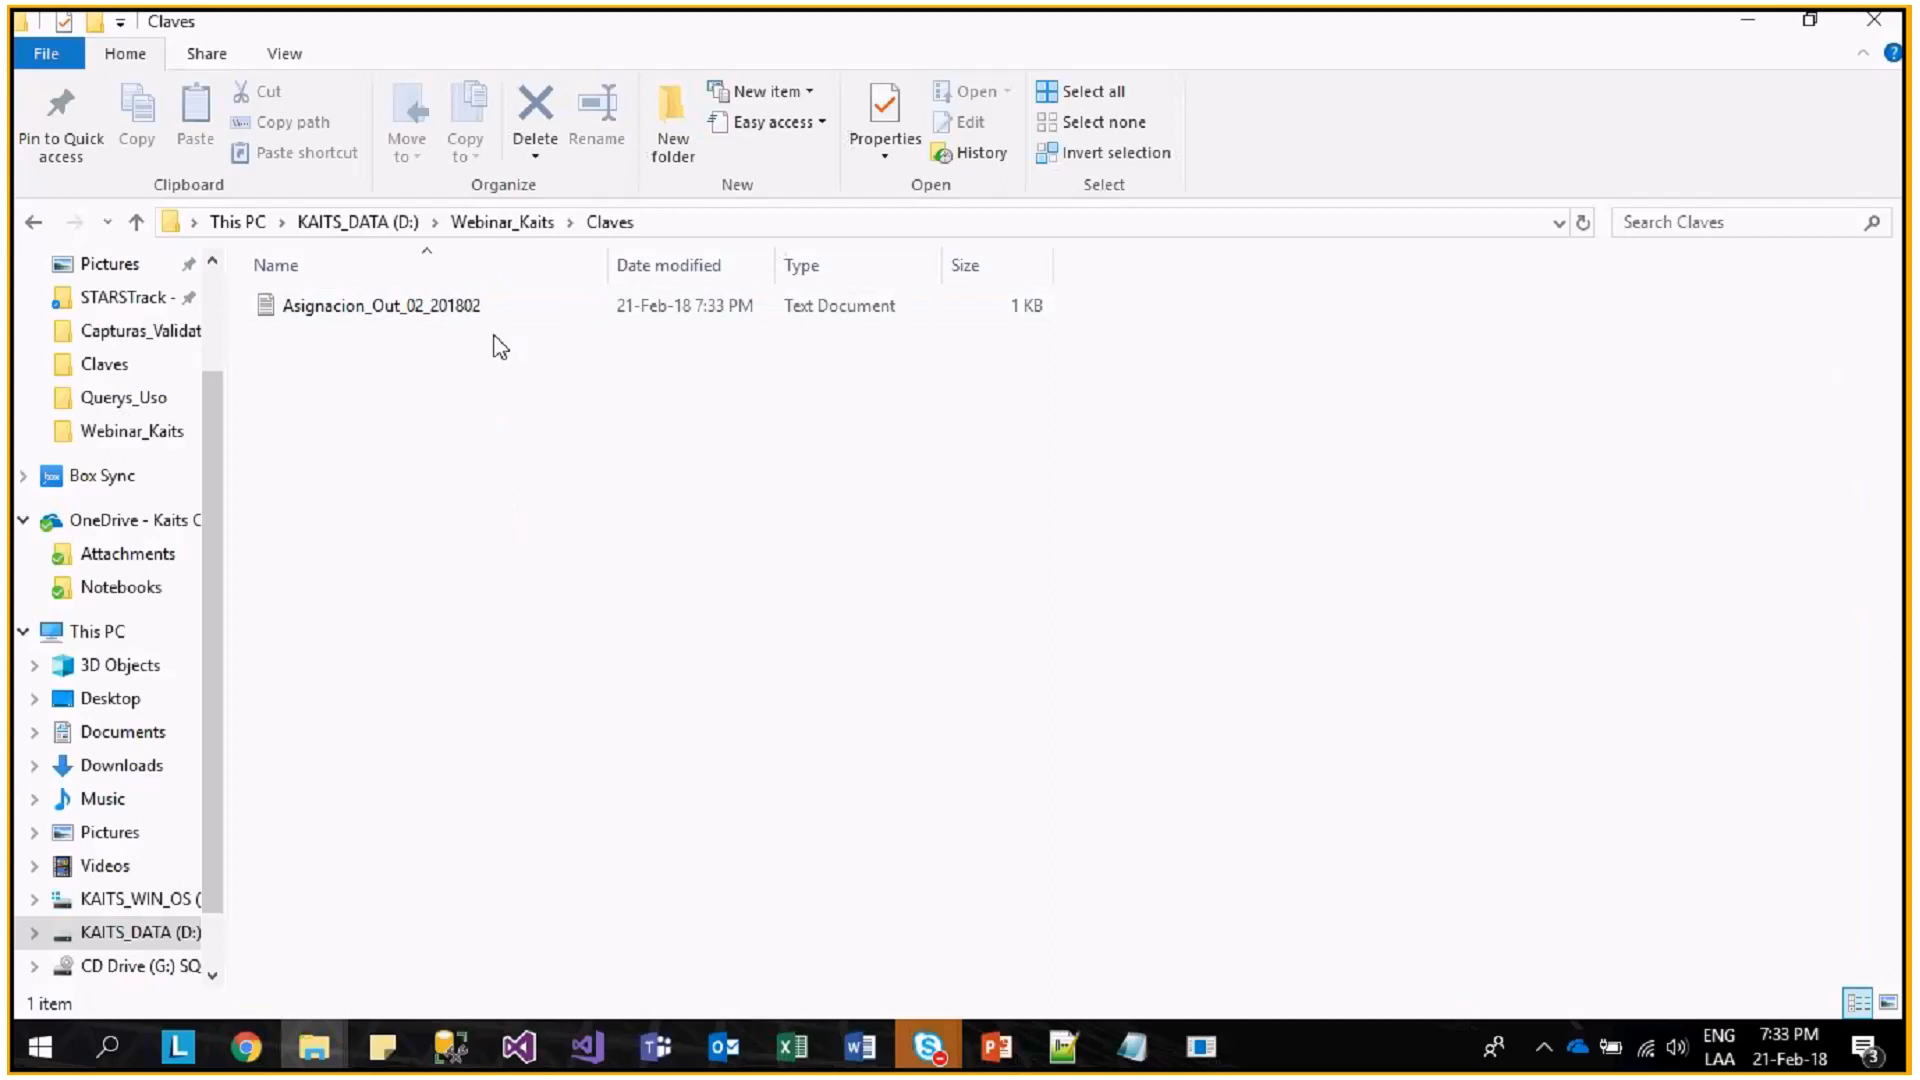 Claves
File Home Share View
Pin to Quick access
Copy
Paste
Cut
Copy path
Paste shortcut
Clipboard
Move to
Copy to
Delete
Rename
Organize
New folder
New item
Easy access
New
Properties
Open
Edit
History
Open
Select all
Select none
Invert selection
Select
This PC > KAITS_DATA (D:) > Webinar_Kaits > Claves
Search Claves
Name Date modified Type Size
Asignacion_Out_02_201802 21-Feb-18 7:33 PM Text Document 1 KB
Pictures
STARSTrack -
Capturas_Validat
Claves
Querys_Uso
Webinar_Kaits
Box Sync
OneDrive - Kaits C
Attachments
Notebooks
This PC
3D Objects
Desktop
Documents
Downloads
Music
Pictures
Videos
KAITS_WIN_OS (
KAITS_DATA (D:)
CD Drive (G:) SQ
1 item
ENG
LAA
7:33 PM
21-Feb-18
3